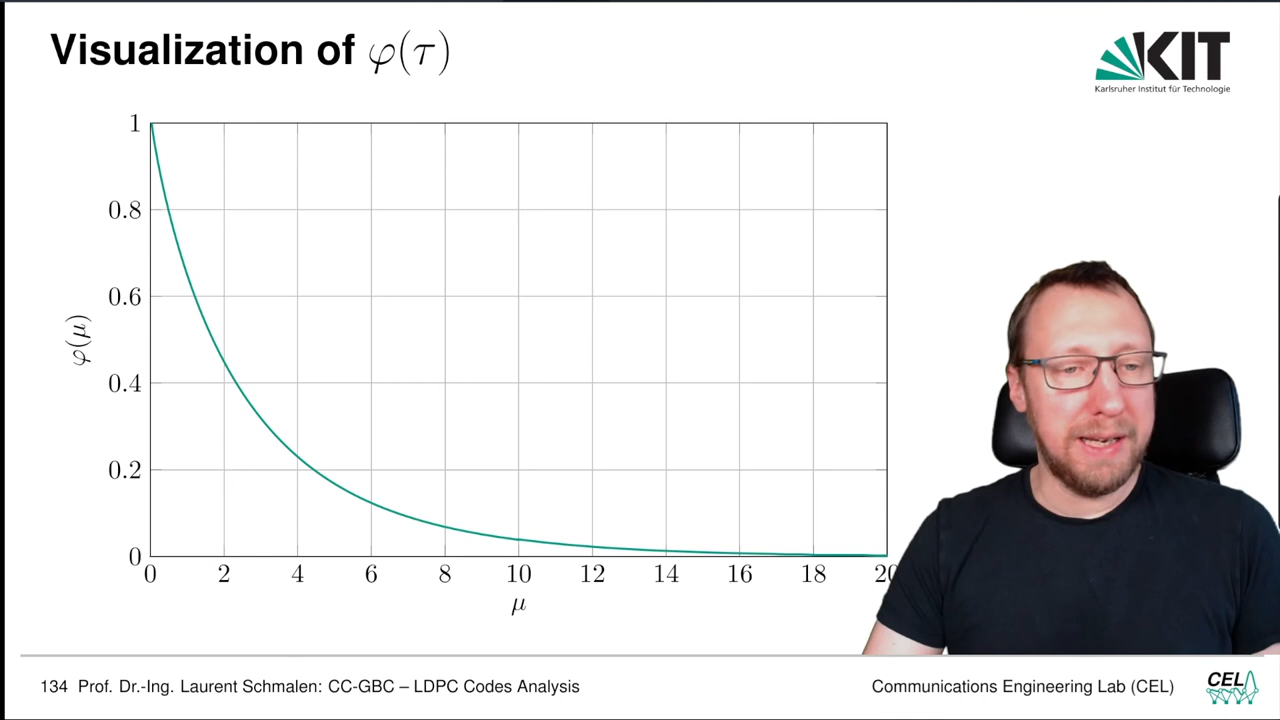 Visualization of φ(τ)
KIT
Karlsruher Institut für Technologie
1
0.8
0.6
0.4
0.2
0
φ(μ)
0 2 4 6 8 10 12 14 16 18 20
μ
134 Prof. Dr.-Ing. Laurent Schmalen: CC-GBC – LDPC Codes Analysis
Communications Engineering Lab (CEL)
CEL